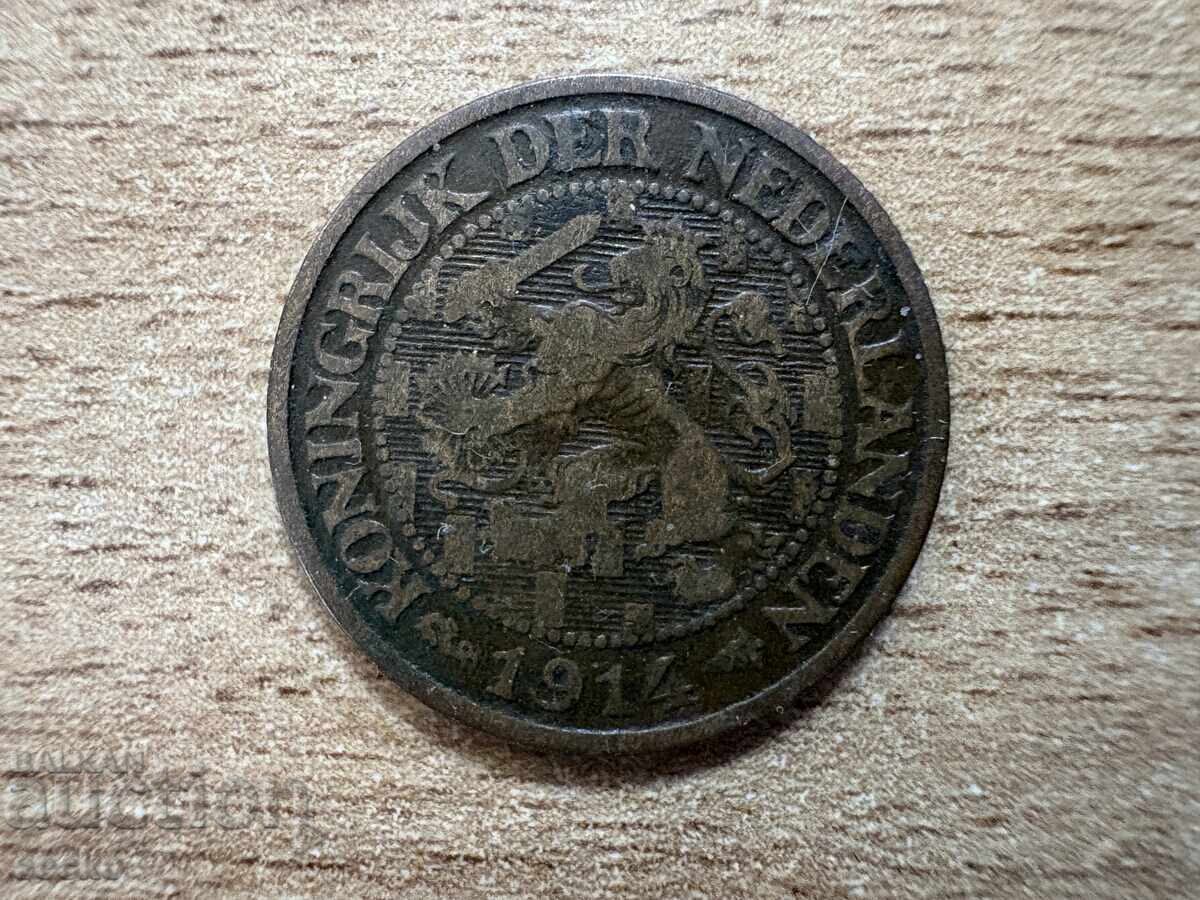 KONINGRIJK DER NEDERLANDEN
1914
BALKAN
auction